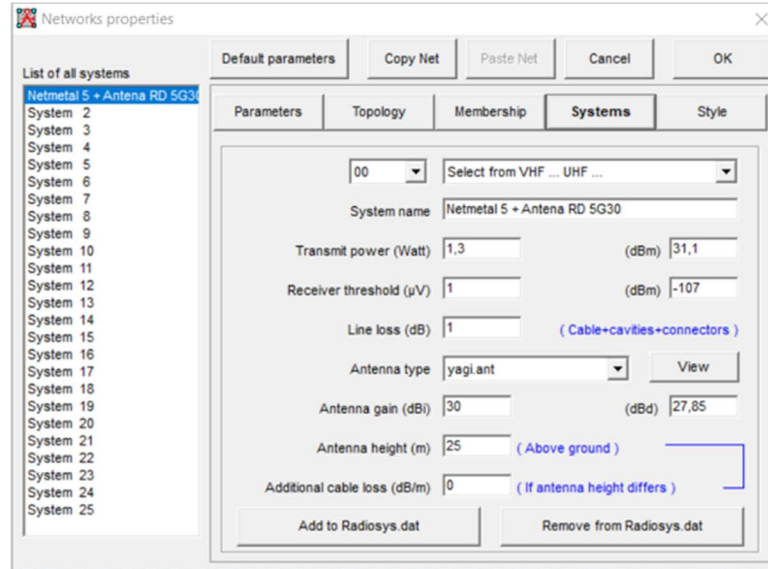 Networks properties
Default parameters
Copy Net
Paste Net
Cancel
OK
List of all systems
Netmetal 5 + Antena RD 5G30
System 2
System 3
System 4
System 5
System 6
System 7
System 8
System 9
System 10
System 11
System 12
System 13
System 14
System 15
System 16
System 17
System 18
System 19
System 20
System 21
System 22
System 23
System 24
System 25
Parameters
Topology
Membership
Systems
Style
00
Select from VHF ... UHF ...
System name Netmetal 5 + Antena RD 5G30
Transmit power (Watt) 1,3 (dBm) 31,1
Receiver threshold (µV) 1 (dBm) -107
Line loss (dB) 1 ( Cable+cavities+connectors )
Antenna type yagi.ant View
Antenna gain (dBi) 30 (dBd) 27,85
Antenna height (m) 25 ( Above ground )
Additional cable loss (dB/m) 0 ( If antenna height differs )
Add to Radiosys.dat
Remove from Radiosys.dat